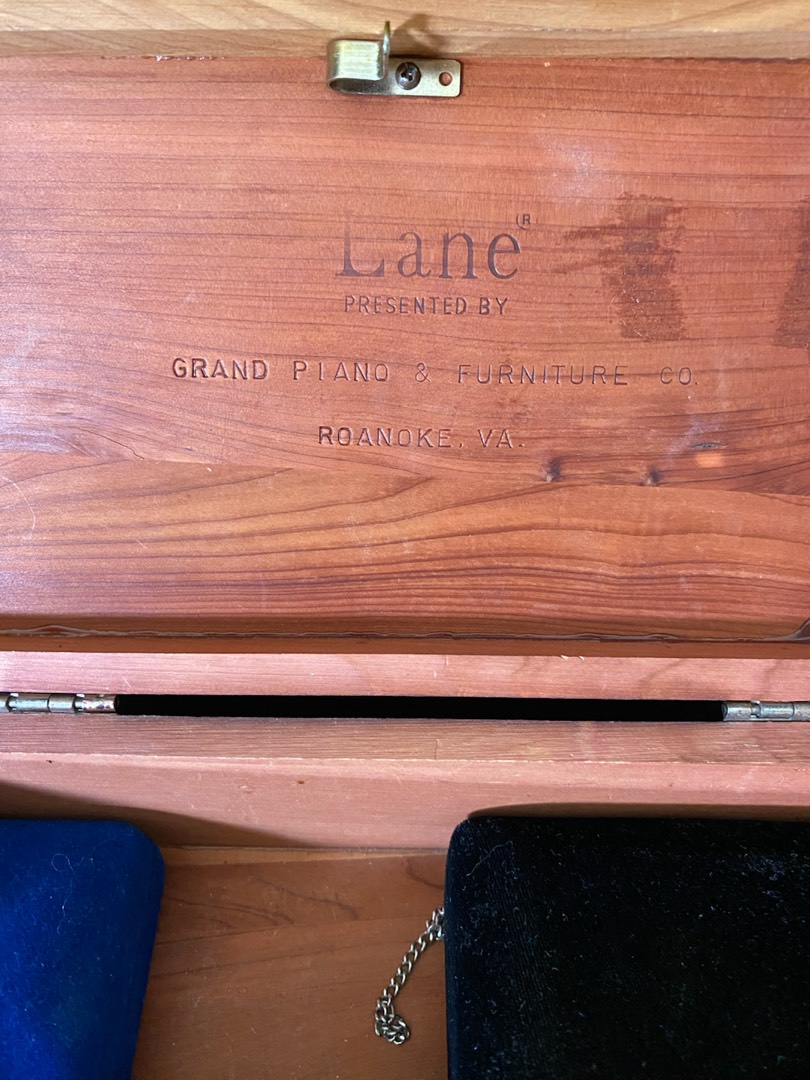 Lane®
PRESENTED BY
GRAND PIANO & FURNITURE CO.
ROANOKE, VA.